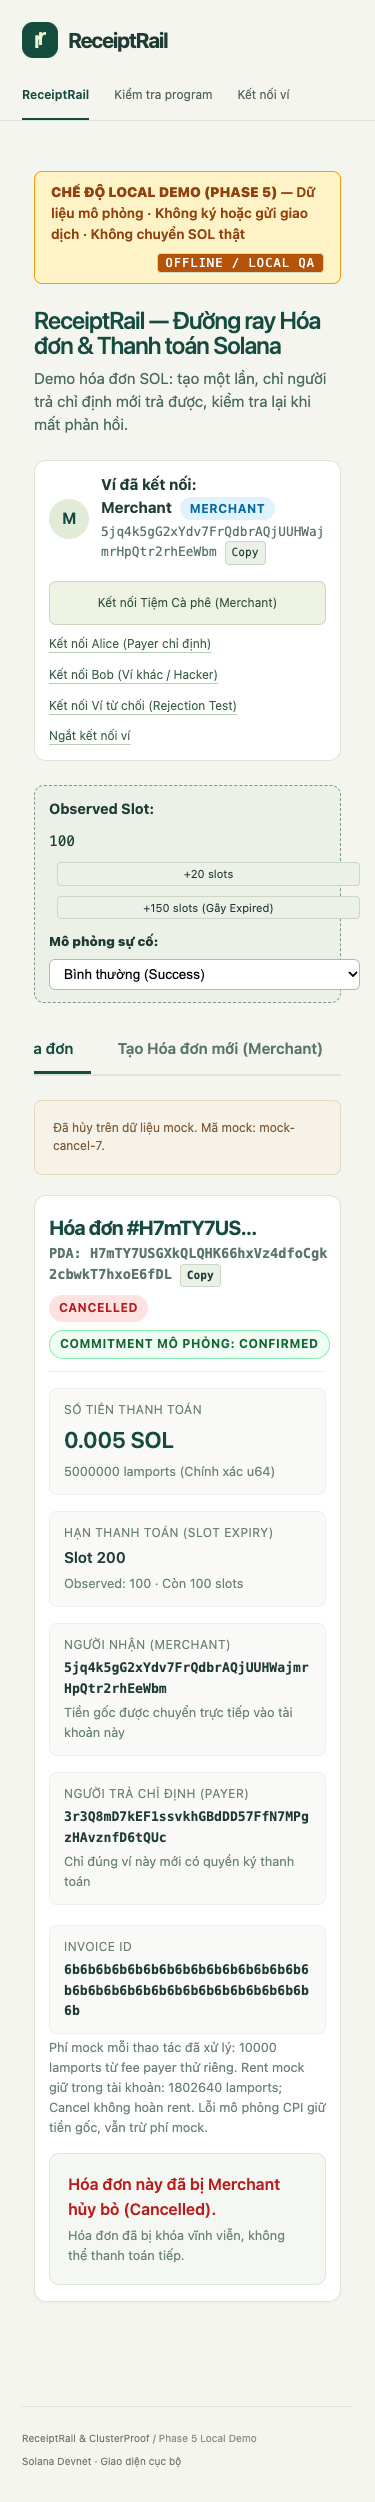 ReceiptRail
ReceiptRail Kiểm tra program Kết nối ví
CHẾ ĐỘ LOCAL DEMO (PHASE 5) — Dữ
liệu mô phỏng · Không ký hoặc gửi giao
dịch · Không chuyển SOL thật
OFFLINE / LOCAL QA
ReceiptRail — Đường ray Hóa
đơn & Thanh toán Solana
Demo hóa đơn SOL: tạo một lần, chỉ người
trả chỉ định mới trả được, kiểm tra lại khi
mất phản hồi.
M
Ví đã kết nối:
Merchant MERCHANT
5jq4k5gG2xYdv7FrQdbrAQjUUHWaj
mrHpQtr2rhEeWbm Copy
Kết nối Tiệm Cà phê (Merchant)
Kết nối Alice (Payer chỉ định)
Kết nối Bob (Ví khác / Hacker)
Kết nối Ví từ chối (Rejection Test)
Ngắt kết nối ví
Observed Slot:
100
+20 slots
+150 slots (Gây Expired)
Mô phỏng sự cố:
Bình thường (Success)
a đơn Tạo Hóa đơn mới (Merchant)
Đã hủy trên dữ liệu mock. Mã mock: mock-
cancel-7.
Hóa đơn #H7mTY7US...
PDA: H7mTY7USGXkQLQHK66hxVz4dfoCgk
2cbwkT7hxoE6fDL Copy
CANCELLED
COMMITMENT MÔ PHỎNG: CONFIRMED
SỐ TIỀN THANH TOÁN
0.005 SOL
5000000 lamports (Chính xác u64)
HẠN THANH TOÁN (SLOT EXPIRY)
Slot 200
Observed: 100 · Còn 100 slots
NGƯỜI NHẬN (MERCHANT)
5jq4k5gG2xYdv7FrQdbrAQjUUHWajmr
HpQtr2rhEeWbm
Tiền gốc được chuyển trực tiếp vào tài
khoản này
NGƯỜI TRẢ CHỈ ĐỊNH (PAYER)
3r3Q8mD7kEF1ssvkhGBdDD57FfN7MPg
zHAvznfD6tQUc
Chỉ đúng ví này mới có quyền ký thanh
toán
INVOICE ID
6b6b6b6b6b6b6b6b6b6b6b6b6b6b6b6
b6b6b6b6b6b6b6b6b6b6b6b6b6b6b6b
6b
Phí mock mỗi thao tác đã xử lý: 10000
lamports từ fee payer thử riêng. Rent mock
giữ trong tài khoản: 1802640 lamports;
Cancel không hoàn rent. Lỗi mô phỏng CPI giữ
tiền gốc, vẫn trừ phí mock.
Hóa đơn này đã bị Merchant
hủy bỏ (Cancelled).
Hóa đơn đã bị khóa vĩnh viễn, không
thể thanh toán tiếp.
ReceiptRail & ClusterProof / Phase 5 Local Demo
Solana Devnet · Giao diện cục bộ